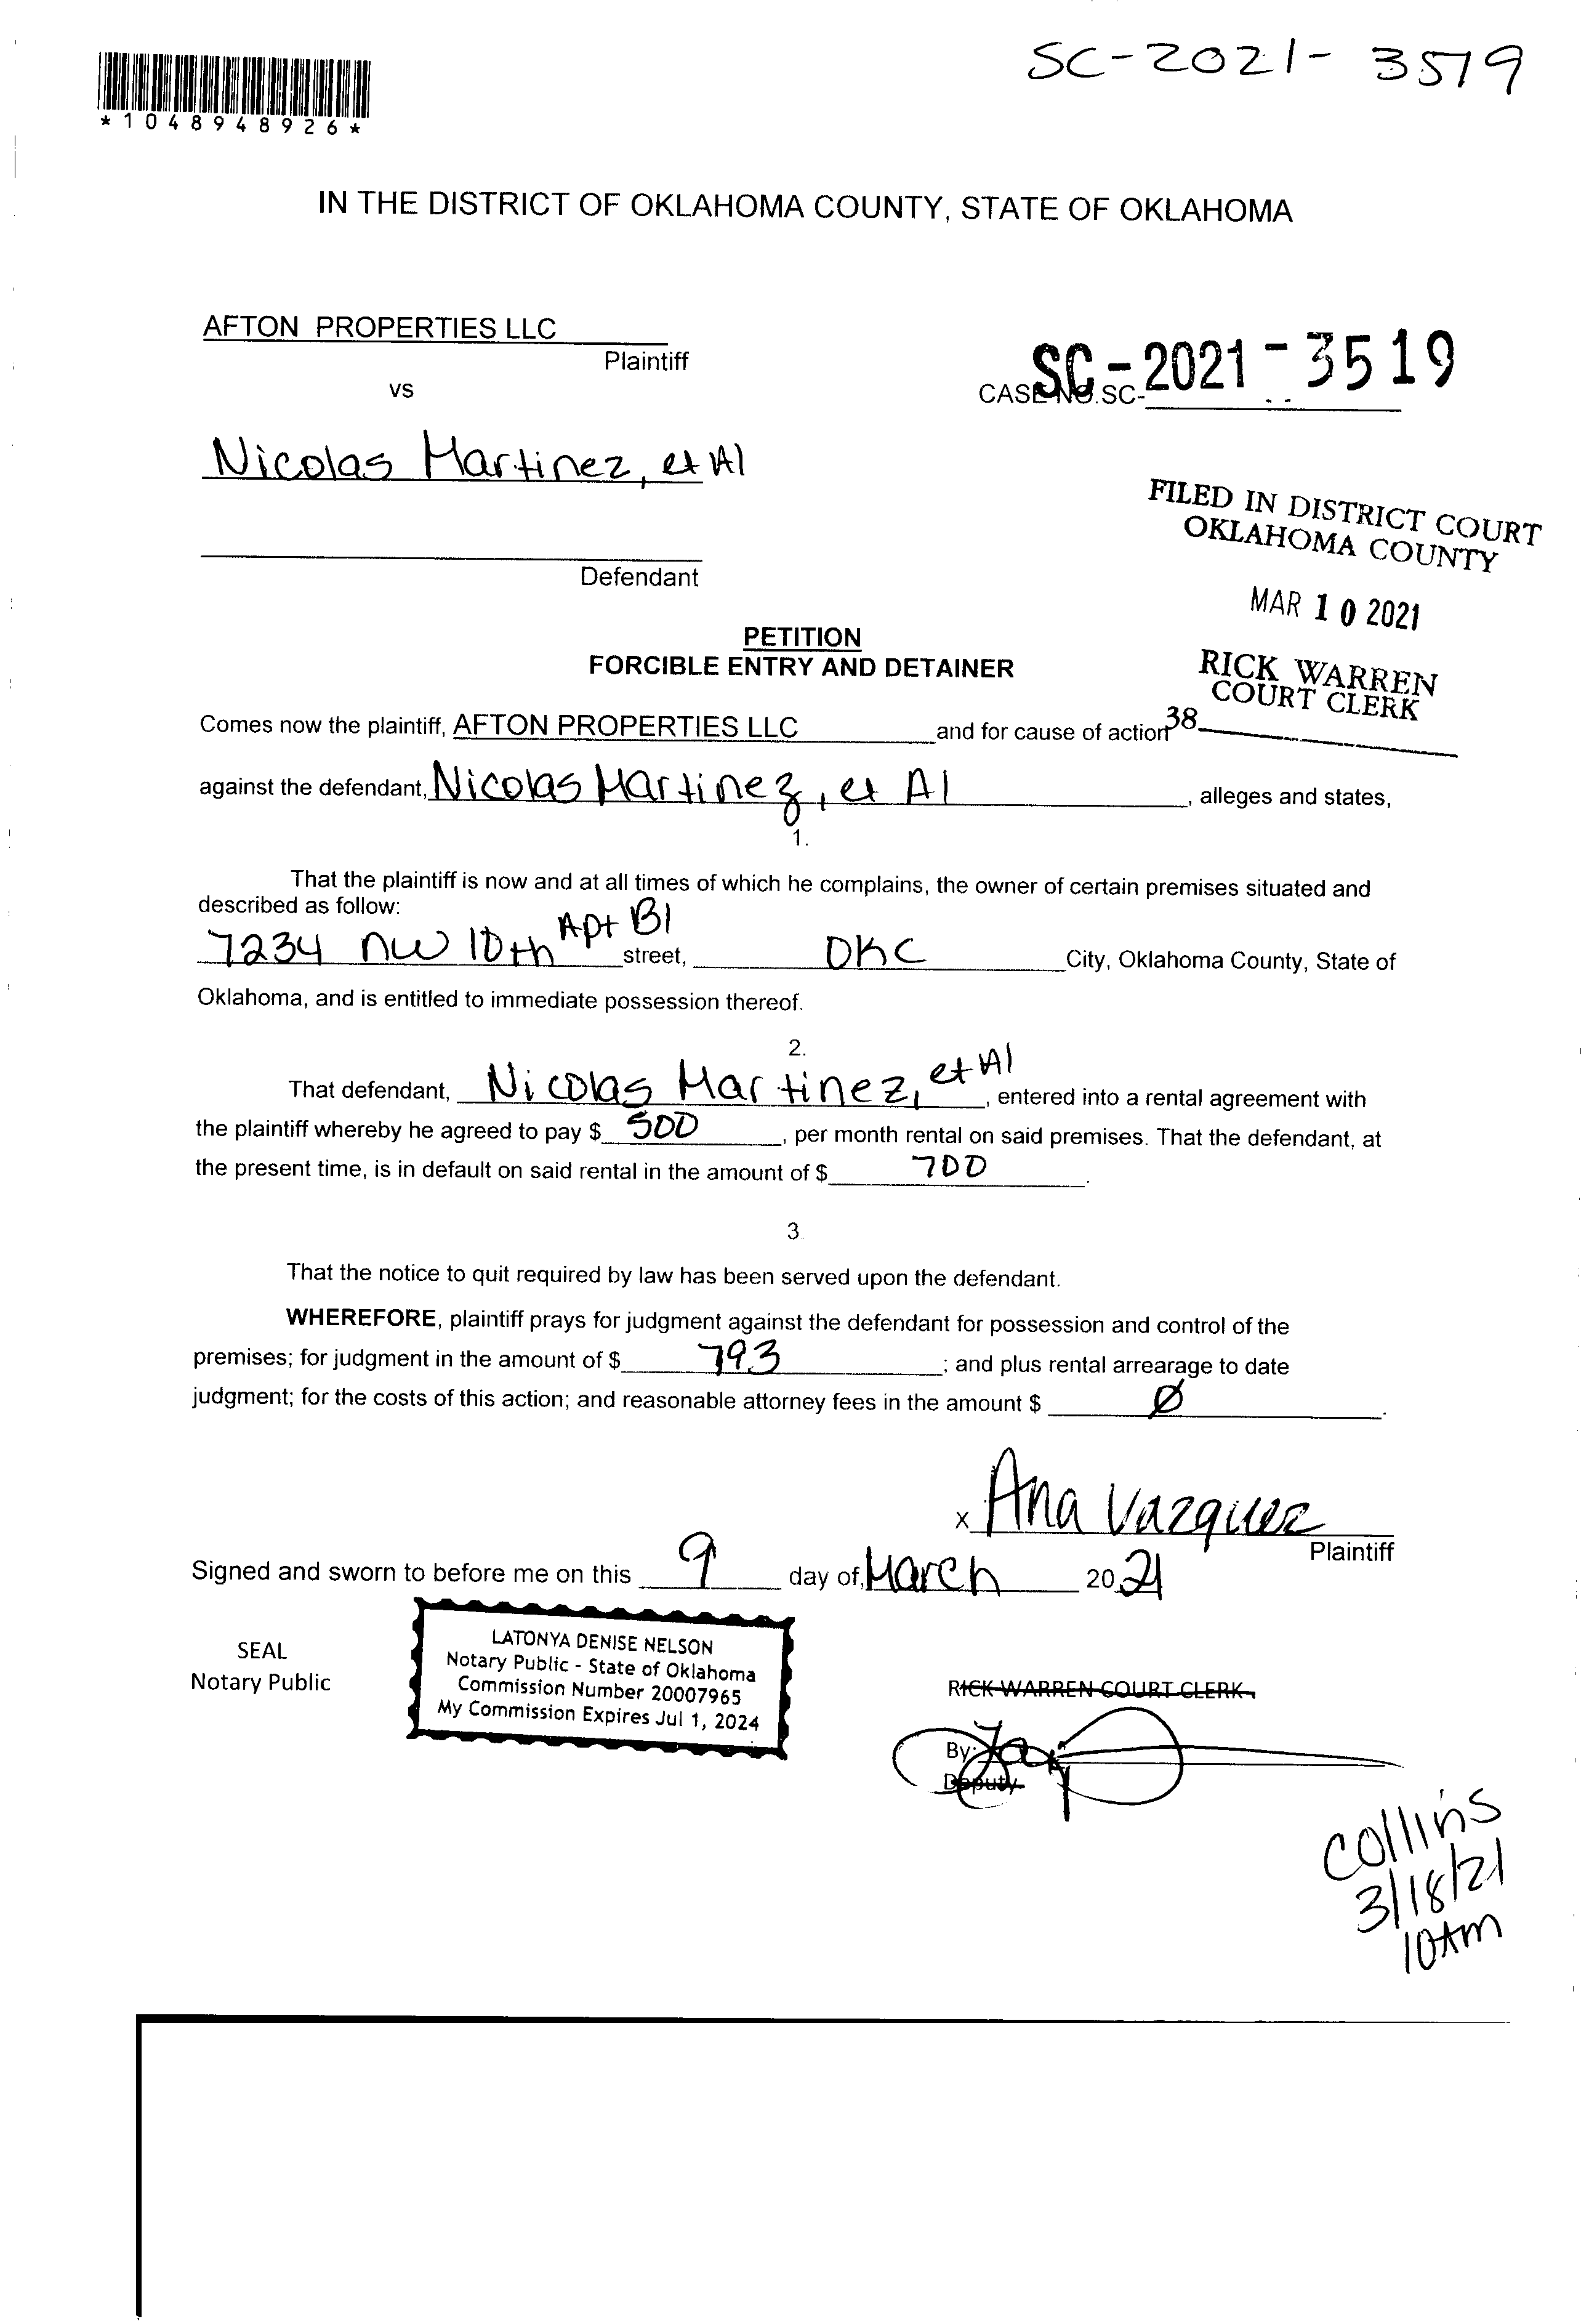 SC-2021-3519
*1048948926*
IN THE DISTRICT OF OKLAHOMA COUNTY, STATE OF OKLAHOMA
AFTON PROPERTIES LLC
Plaintiff
vs
CASE NO.SC-
SC-2021-3519
Nicolas Martinez, et Al
FILED IN DISTRICT COURT
OKLAHOMA COUNTY
Defendant
MAR 10 2021
PETITION
FORCIBLE ENTRY AND DETAINER
RICK WARREN
COURT CLERK
38
Comes now the plaintiff, AFTON PROPERTIES LLC and for cause of action
against the defendant, Nicolas Martinez, et Al, alleges and states,
1.
That the plaintiff is now and at all times of which he complains, the owner of certain premises situated and
described as follow:
7234 NW 10th Apt B1 street, OKC City, Oklahoma County, State of
Oklahoma, and is entitled to immediate possession thereof.
2.
That defendant, Nicolas Martinez, et Al, entered into a rental agreement with
the plaintiff whereby he agreed to pay $ 500, per month rental on said premises. That the defendant, at
the present time, is in default on said rental in the amount of $ 700.
3.
That the notice to quit required by law has been served upon the defendant.
WHEREFORE, plaintiff prays for judgment against the defendant for possession and control of the
premises; for judgment in the amount of $ 793; and plus rental arrearage to date
judgment; for the costs of this action; and reasonable attorney fees in the amount $ Ø.
x Ana Vazquez
Plaintiff
Signed and sworn to before me on this 9 day of, March 2021
SEAL
Notary Public
LATONYA DENISE NELSON
Notary Public - State of Oklahoma
Commission Number 20007965
My Commission Expires Jul 1, 2024
RICK WARREN COURT CLERK
By:
Deputy
Collins
3/18/21
10Am